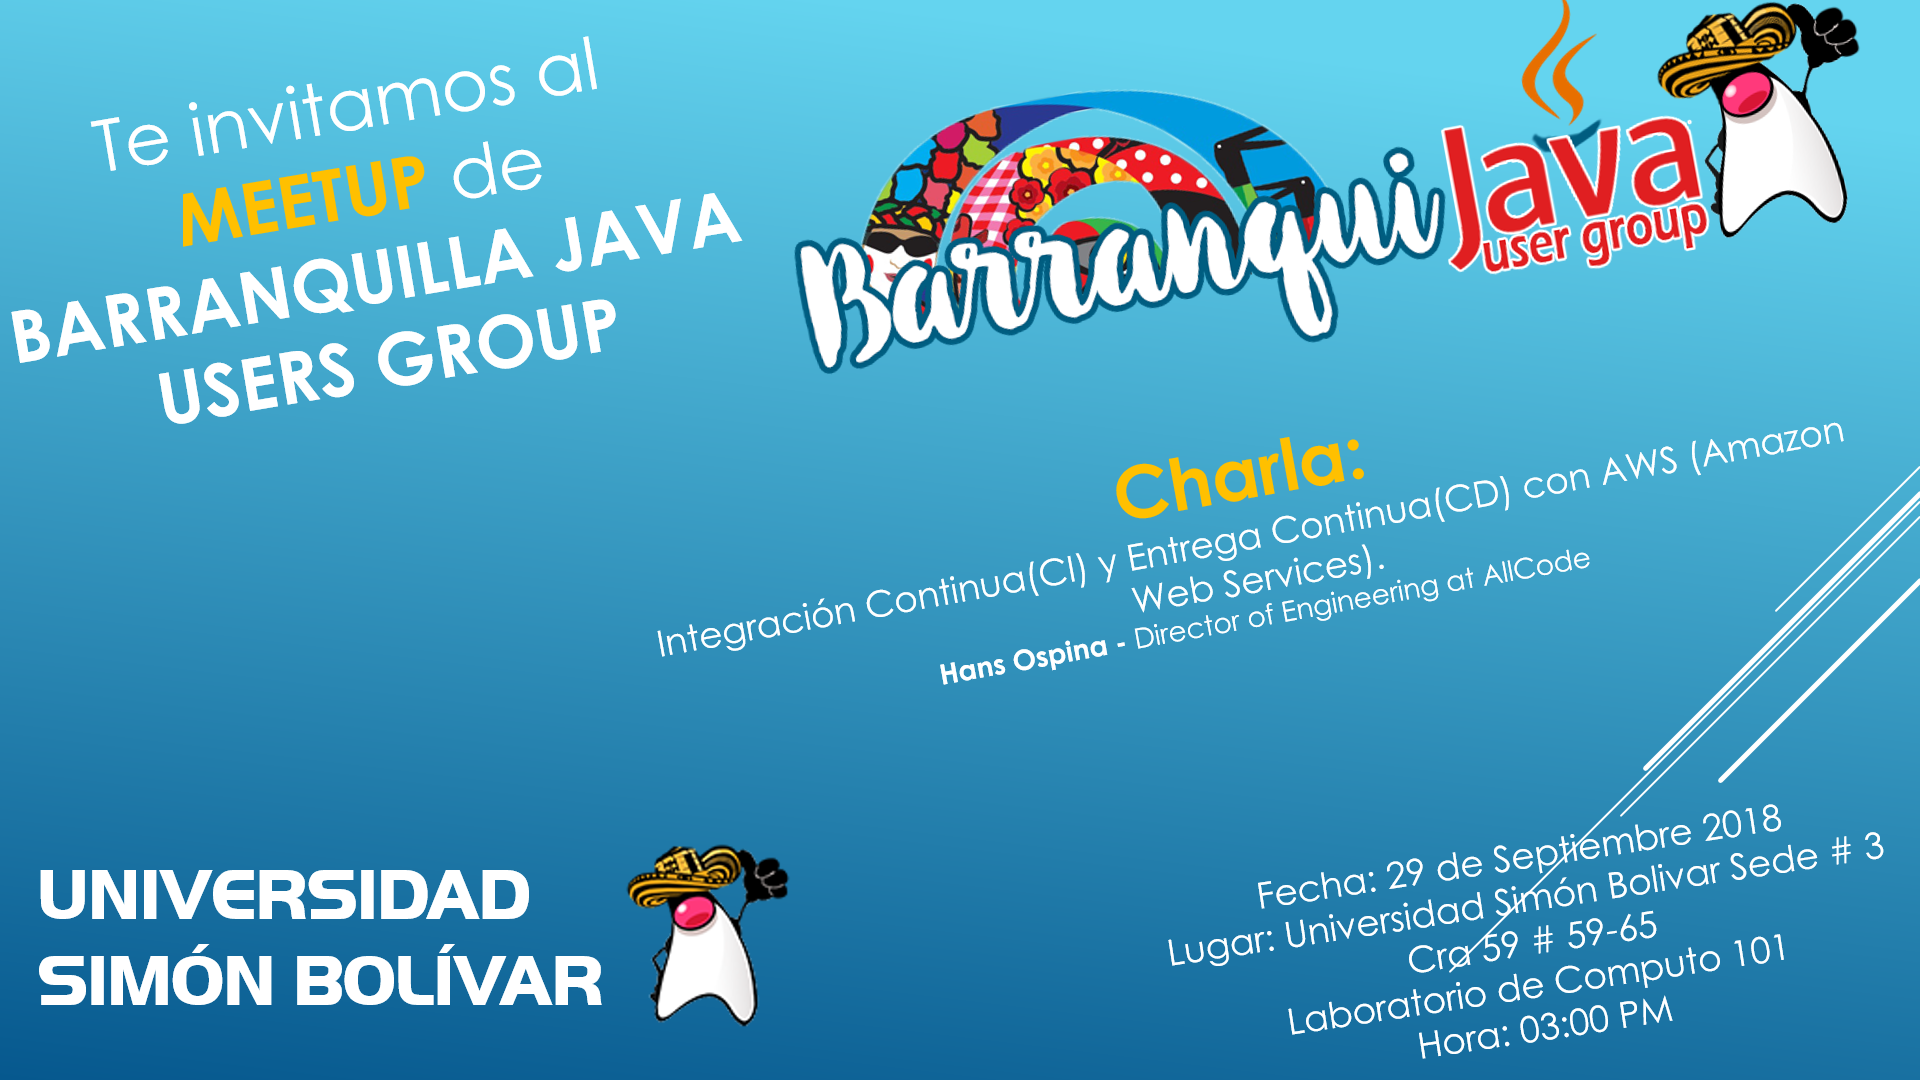 Te invitamos al
MEETUP de
BARRANQUILLA JAVA
USERS GROUP
Barranqui Java
user group
Charla:
Integración Continua(CI) y Entrega Continua(CD) con AWS (Amazon
Web Services).
Hans Ospina - Director of Engineering at AllCode
UNIVERSIDAD
SIMÓN BOLÍVAR
Fecha: 29 de Septiembre 2018
Lugar: Universidad Simón Bolivar Sede # 3
Cra 59 # 59-65
Laboratorio de Computo 101
Hora: 03:00 PM